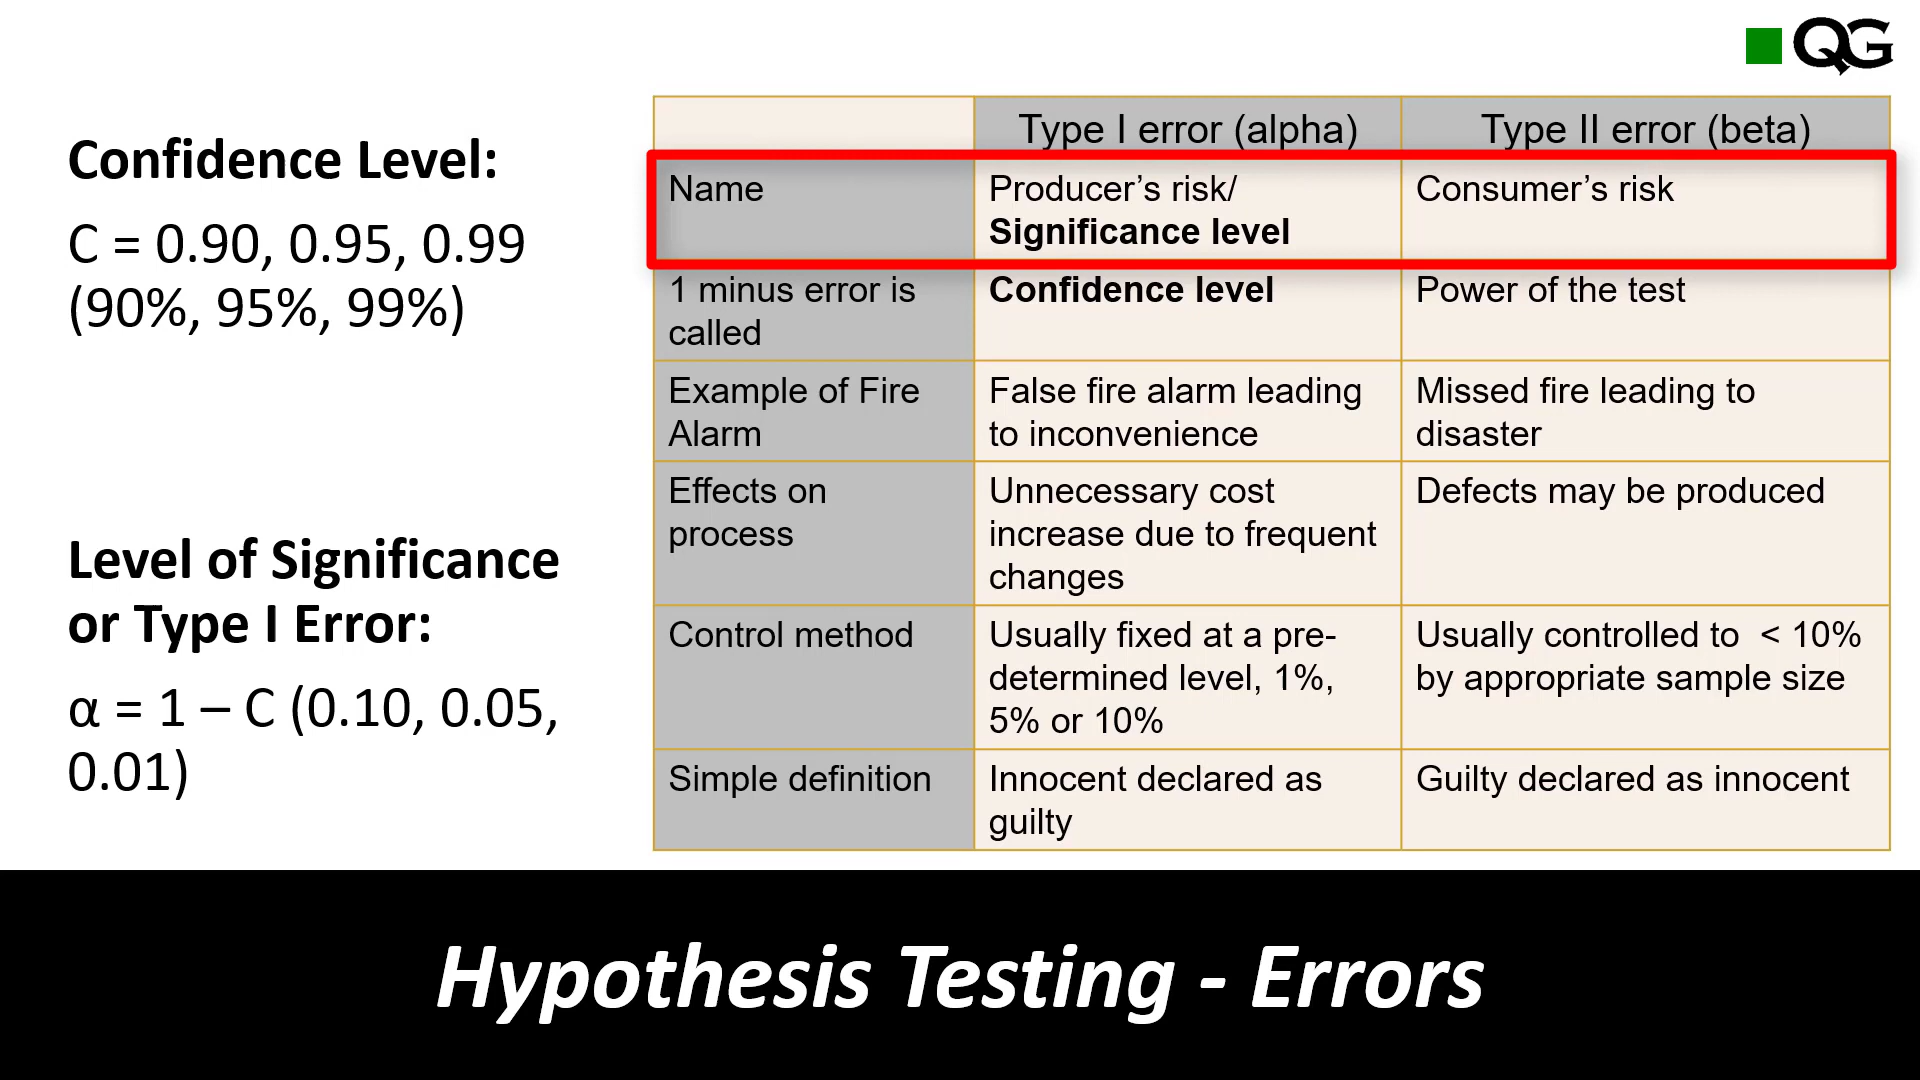 QG
Confidence Level:
C = 0.90, 0.95, 0.99
(90%, 95%, 99%)
Level of Significance
or Type I Error:
α = 1 – C (0.10, 0.05,
0.01)
Type I error (alpha) Type II error (beta)
Name Producer’s risk/ Consumer’s risk
Significance level
1 minus error is Confidence level Power of the test
called
Example of Fire False fire alarm leading Missed fire leading to
Alarm to inconvenience disaster
Effects on Unnecessary cost Defects may be produced
process increase due to frequent
changes
Control method Usually fixed at a pre- Usually controlled to < 10%
determined level, 1%, by appropriate sample size
5% or 10%
Simple definition Innocent declared as Guilty declared as innocent
guilty
Hypothesis Testing - Errors